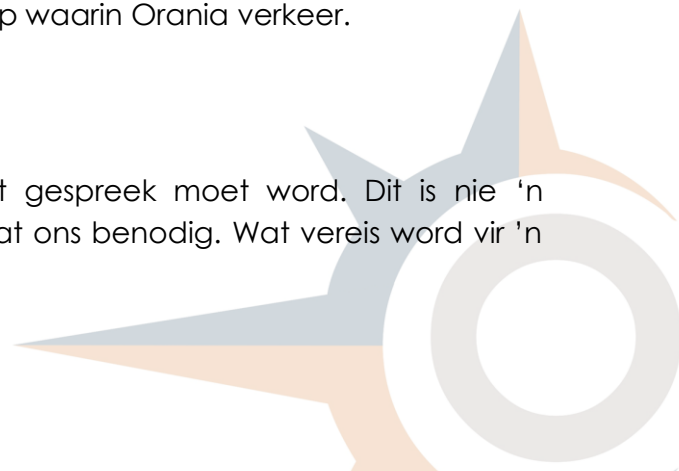 p waarin Orania verkeer.
t gespreek moet word. Dit is nie ‘n
at ons benodig. Wat vereis word vir ’n